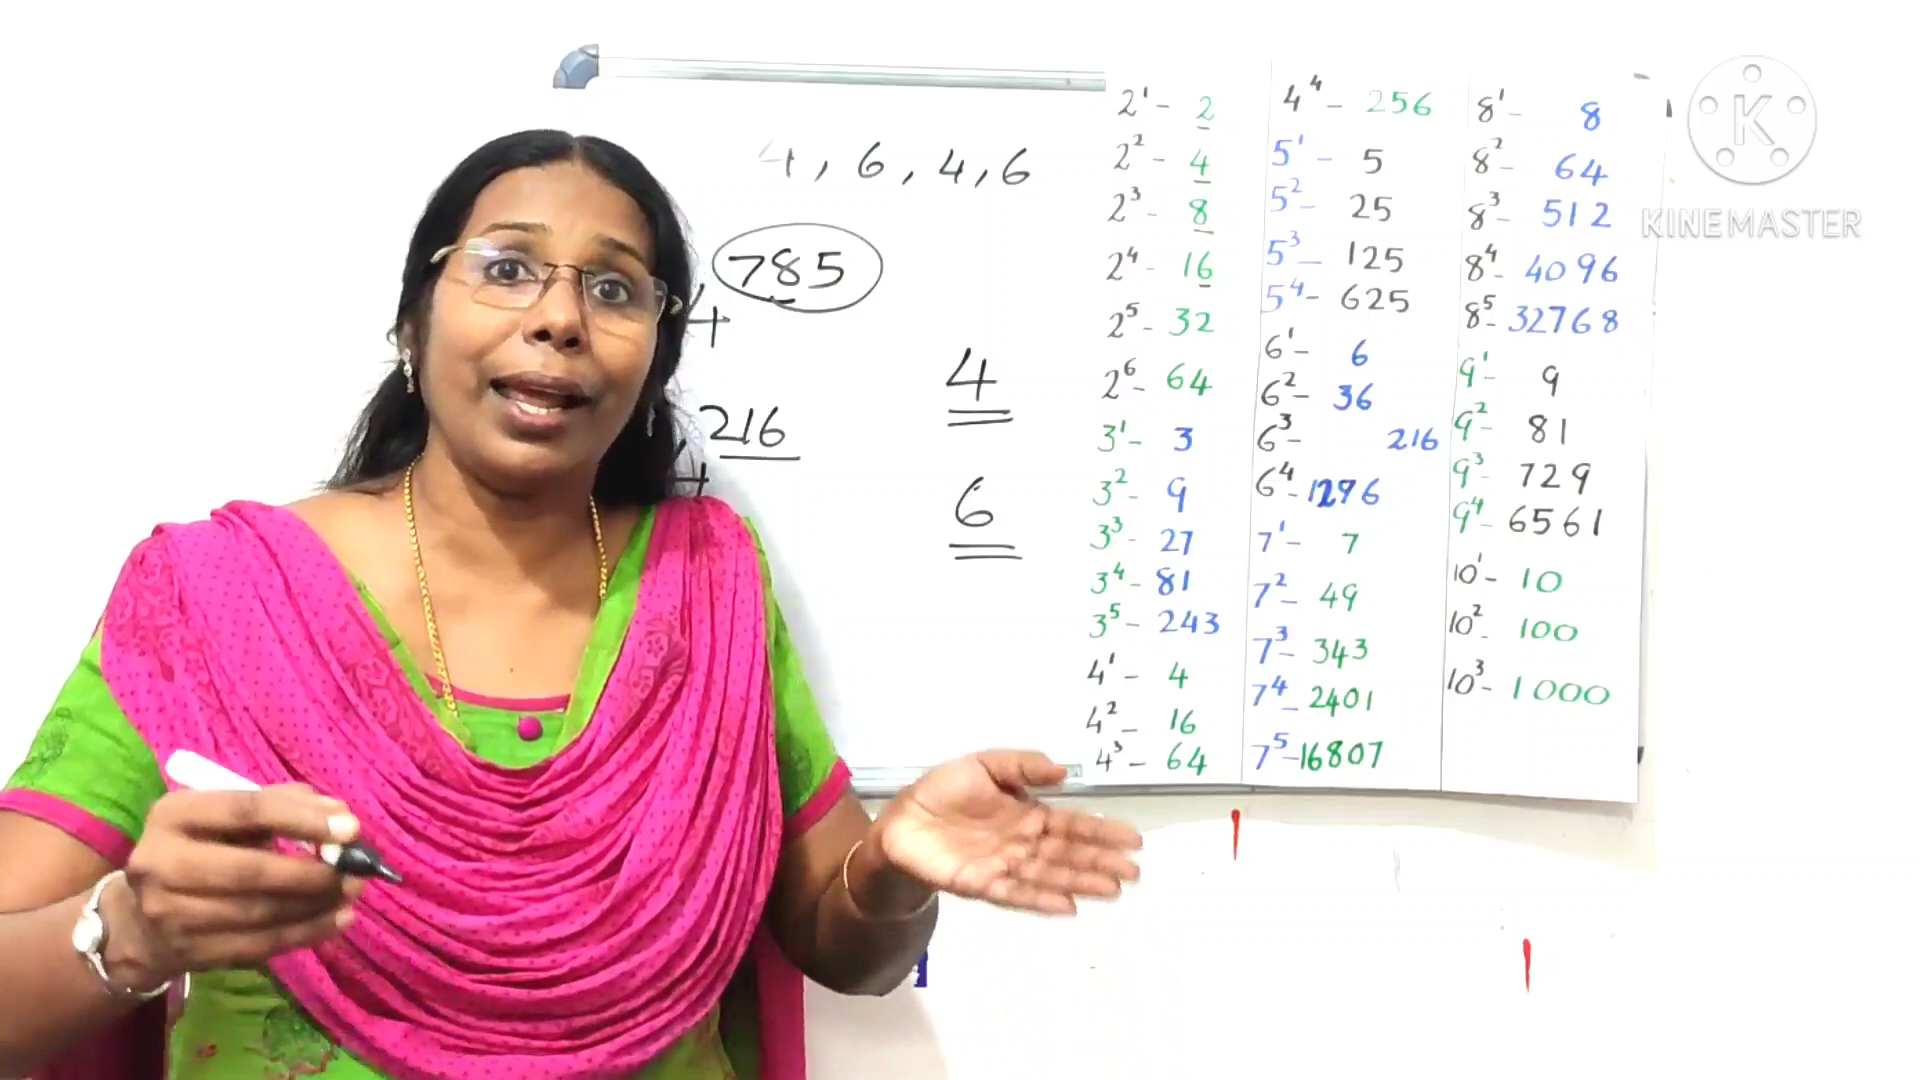 4, 6, 4, 6
785
4
4
216
4
6
2¹ - 2
2² - 4
2³ - 8
2⁴ - 16
2⁵ - 32
2⁶ - 64
3¹ - 3
3² - 9
3³ - 27
3⁴ - 81
3⁵ - 243
4¹ - 4
4² - 16
4³ - 64
4⁴ - 256
5¹ - 5
5² - 25
5³ - 125
5⁴ - 625
6¹ - 6
6² - 36
6³ - 216
6⁴ - 1296
7¹ - 7
7² - 49
7³ - 343
7⁴ - 2401
7⁵ - 16807
8¹ - 8
8² - 64
8³ - 512
8⁴ - 4096
8⁵ - 32768
9¹ - 9
9² - 81
9³ - 729
9⁴ - 6561
10¹ - 10
10² - 100
10³ - 1000
K
KINEMASTER